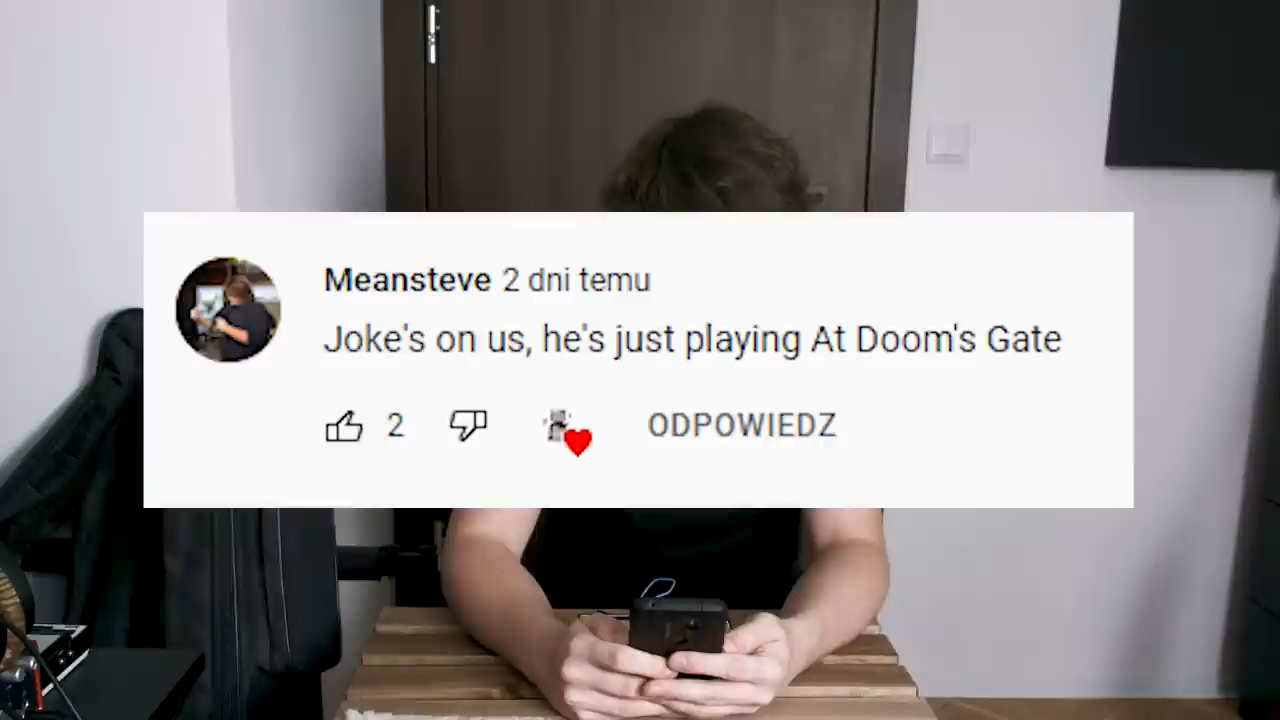 Meansteve 2 dni temu
Joke's on us, he's just playing At Doom's Gate
2
ODPOWIEDZ